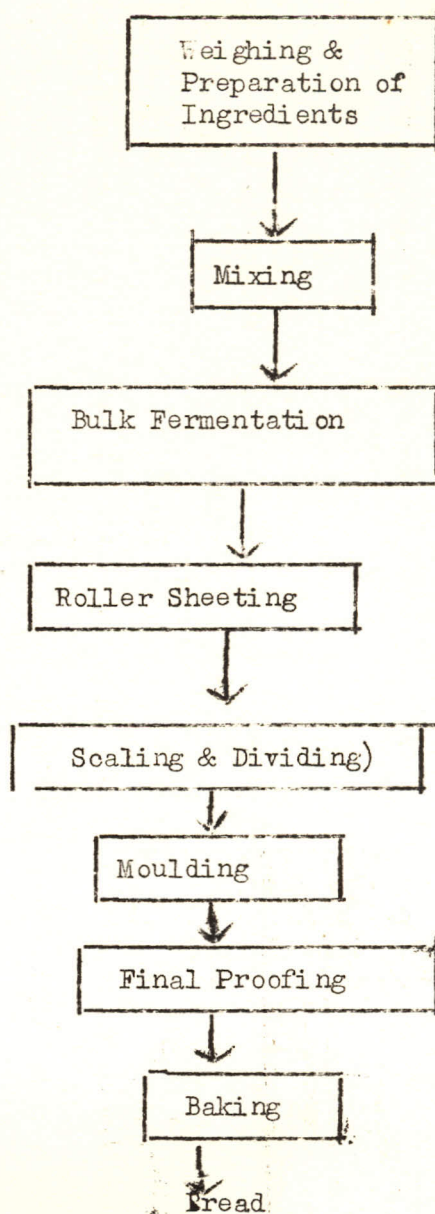 Weighing &
Preparation of
Ingredients
Mixing
Bulk Fermentation
Roller Sheeting
Scaling & Dividing)
Moulding
Final Proofing
Baking
Bread